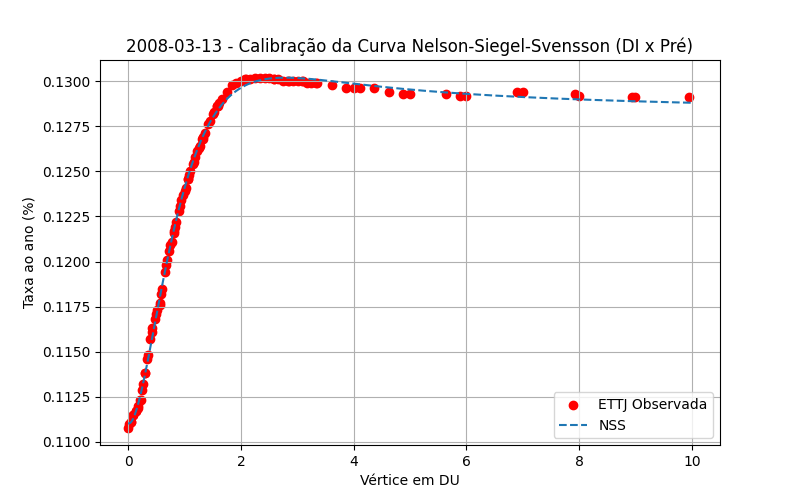 2008-03-13 - Calibração da Curva Nelson-Siegel-Svensson (DI x Pré)
0.1300
0.1275
0.1250
0.1225
0.1200
0.1175
0.1150
0.1125
0.1100
Taxa ao ano (%)
ETTJ Observada
NSS
0 2 4 6 8 10
Vértice em DU